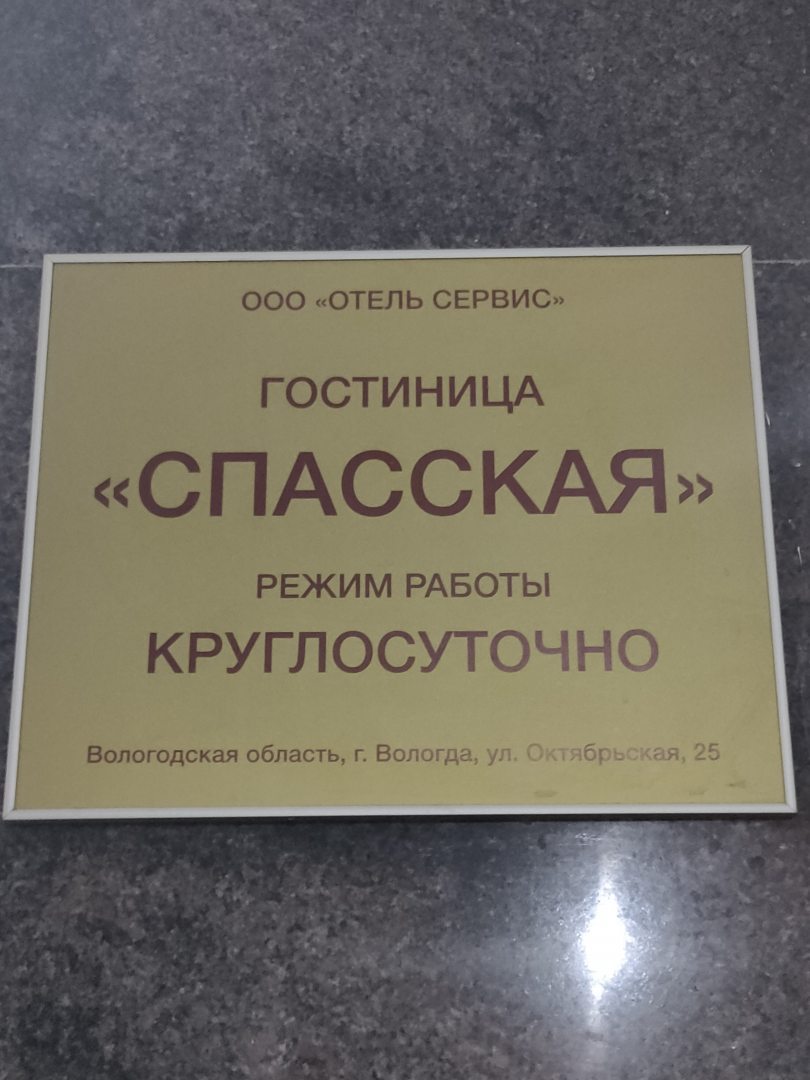 ООО «ОТЕЛЬ СЕРВИС»
ГОСТИНИЦА
«СПАССКАЯ»
РЕЖИМ РАБОТЫ
КРУГЛОСУТОЧНО
Вологодская область, г. Вологда, ул. Октябрьская, 25